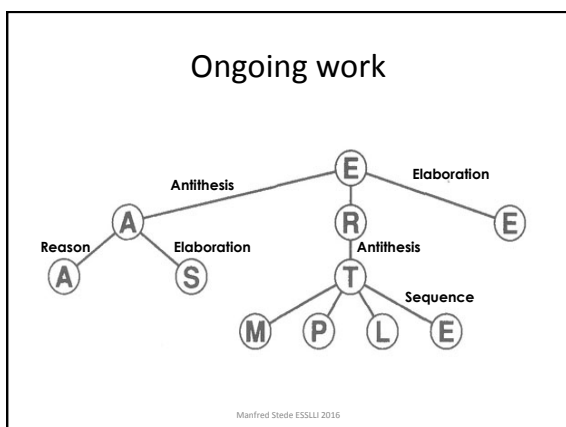 Ongoing work
E
Antithesis
Elaboration
A
R
E
Reason
Elaboration
Antithesis
A
S
T
Sequence
M
P
L
E
Manfred Stede ESSLLI 2016